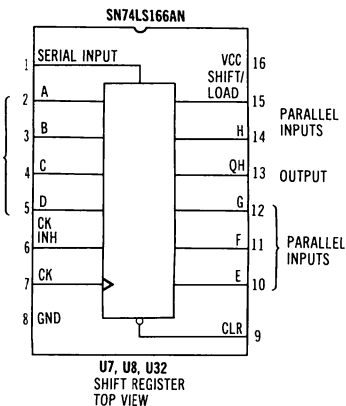 SN74LS166AN
1 SERIAL INPUT
VCC 16
SHIFT/
LOAD 15
2 A
PARALLEL
INPUTS
3 B
H 14
4 C
QH 13 OUTPUT
5 D
G 12
CK
INH
6
F 11
PARALLEL
INPUTS
7 CK
E 10
8 GND
CLR 9
U7, U8, U32
SHIFT REGISTER
TOP VIEW